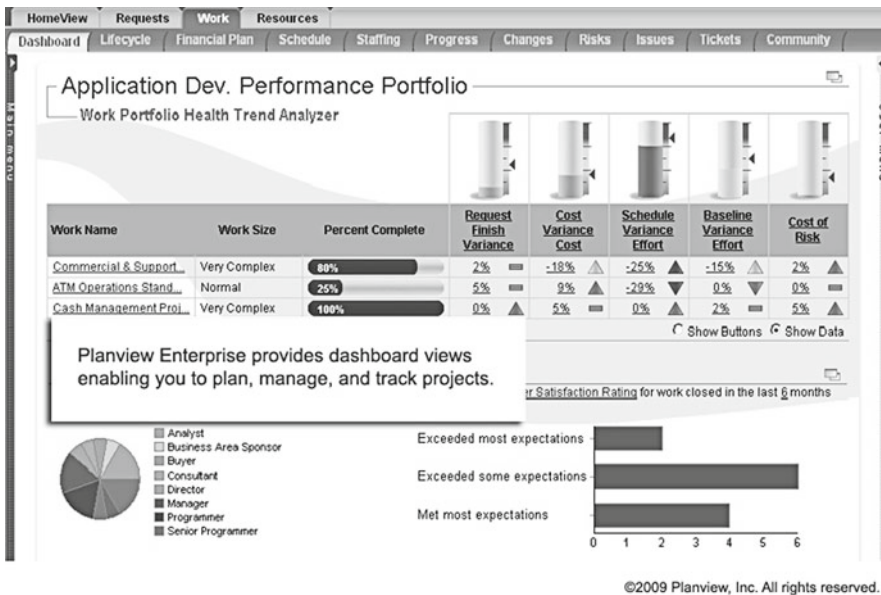 HomeView Requests Work Resources
Dashboard Lifecycle Financial Plan Schedule Staffing Progress Changes Risks Issues Tickets Community
Main menu
Application Dev. Performance Portfolio
Work Portfolio Health Trend Analyzer
Work Name Work Size Percent Complete Request Finish Variance Cost Variance Cost Schedule Variance Effort Baseline Variance Effort Cost of Risk
Commercial & Support... Very Complex 80% 2% -18% -25% -15% 2%
ATM Operations Stand... Normal 25% 5% 9% -29% 0% 0%
Cash Management Proj... Very Complex 100% 0% 5% 0% 2% 5%
Show Buttons Show Data
Planview Enterprise provides dashboard views
enabling you to plan, manage, and track projects.
Satisfaction Rating for work closed in the last 6 months
Analyst
Business Area Sponsor
Buyer
Consultant
Director
Manager
Programmer
Senior Programmer
Exceeded most expectations
Exceeded some expectations
Met most expectations
0 1 2 3 4 5 6
©2009 Planview, Inc. All rights reserved.